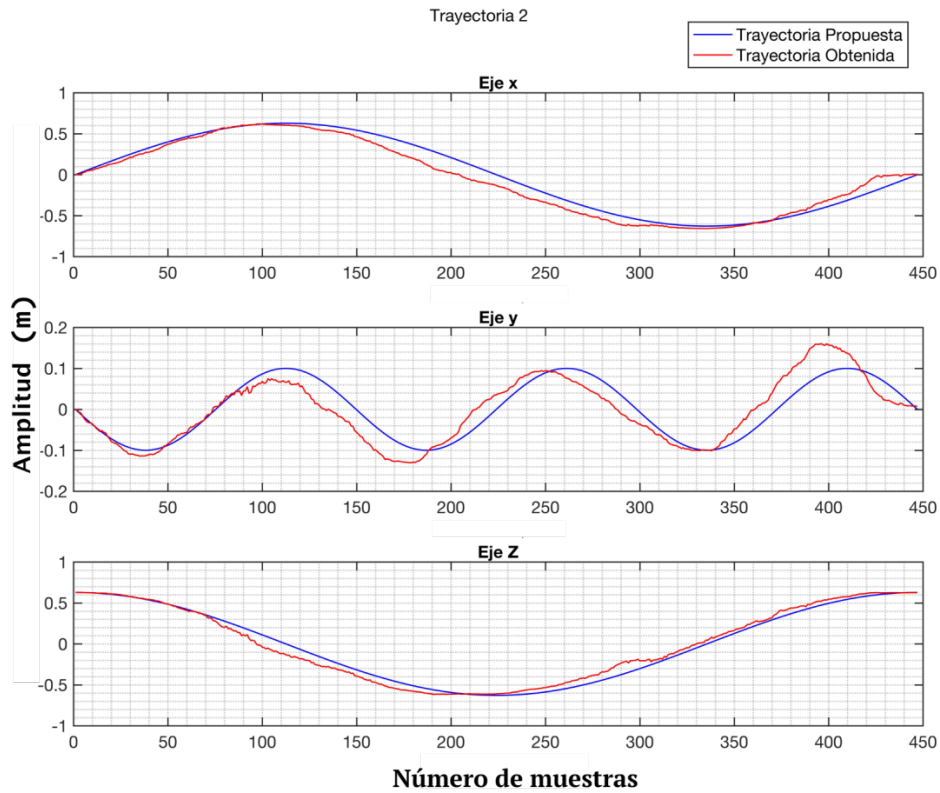 Trayectoria 2
Trayectoria Propuesta
Trayectoria Obtenida
Eje x
1
0.5
0
-0.5
-1
0 50 100 150 200 250 300 350 400 450
Amplitud (m)
Eje y
0.2
0.1
0
-0.1
-0.2
0 50 100 150 200 250 300 350 400 450
Eje Z
1
0.5
0
-0.5
-1
0 50 100 150 200 250 300 350 400 450
Número de muestras